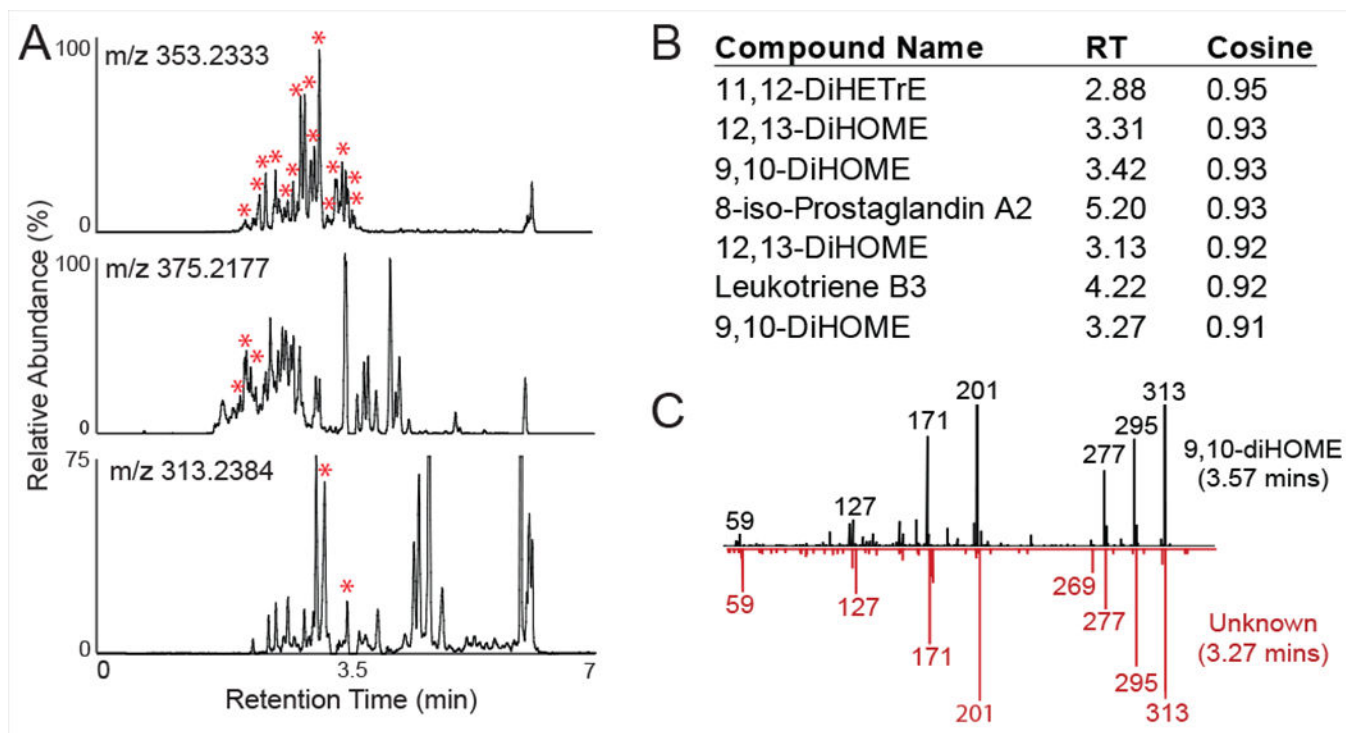 A
100
m/z 353.2333
0
100
m/z 375.2177
0
75
m/z 313.2384
0
0 3.5 7
Relative Abundance (%)
Retention Time (min)
B
Compound Name RT Cosine
11,12-DiHETrE 2.88 0.95
12,13-DiHOME 3.31 0.93
9,10-DiHOME 3.42 0.93
8-iso-Prostaglandin A2 5.20 0.93
12,13-DiHOME 3.13 0.92
Leukotriene B3 4.22 0.92
9,10-DiHOME 3.27 0.91
C
59 127 171 201 277 295 313
9,10-diHOME
(3.57 mins)
59 127 171 201 269 277 295 313
Unknown
(3.27 mins)